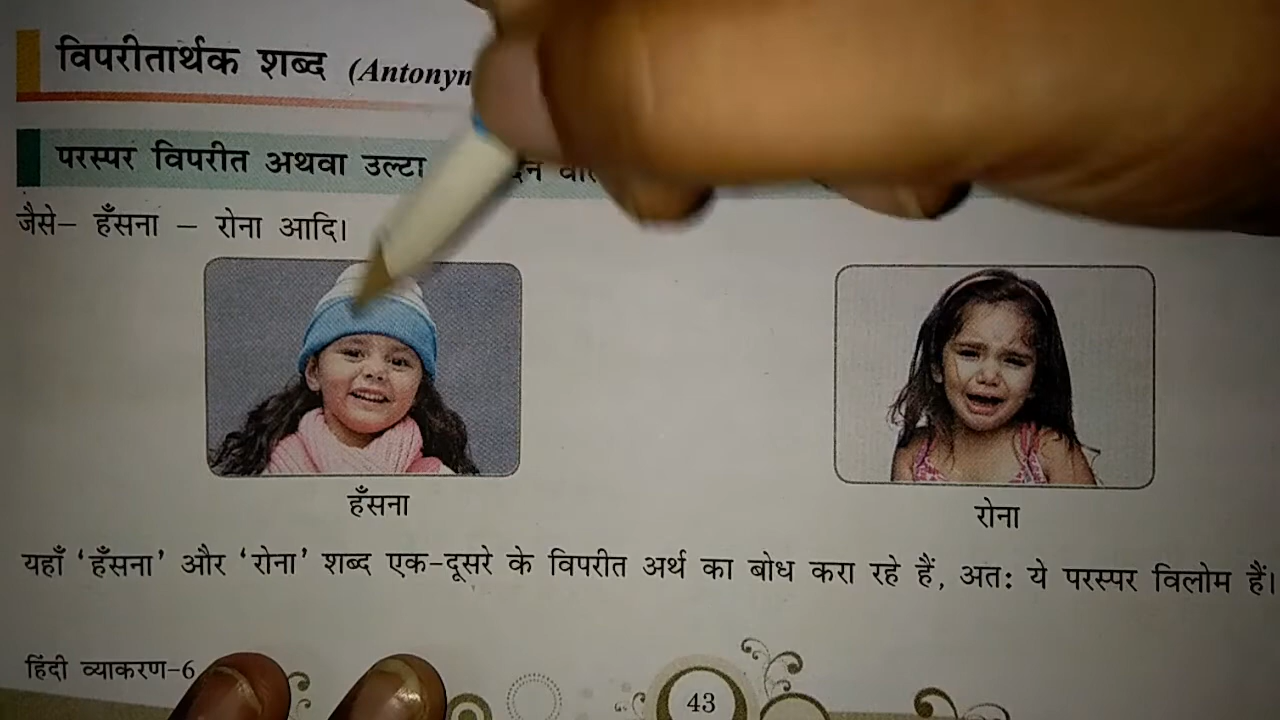 विपरीतार्थक शब्द (Antonyn
परस्पर विपरीत अथवा उल्टा
जैसे– हँसना – रोना आदि।
हँसना
रोना
यहाँ ‘हँसना’ और ‘रोना’ शब्द एक-दूसरे के विपरीत अर्थ का बोध करा रहे हैं, अतः ये परस्पर विलोम हैं।
हिंदी व्याकरण-6
43